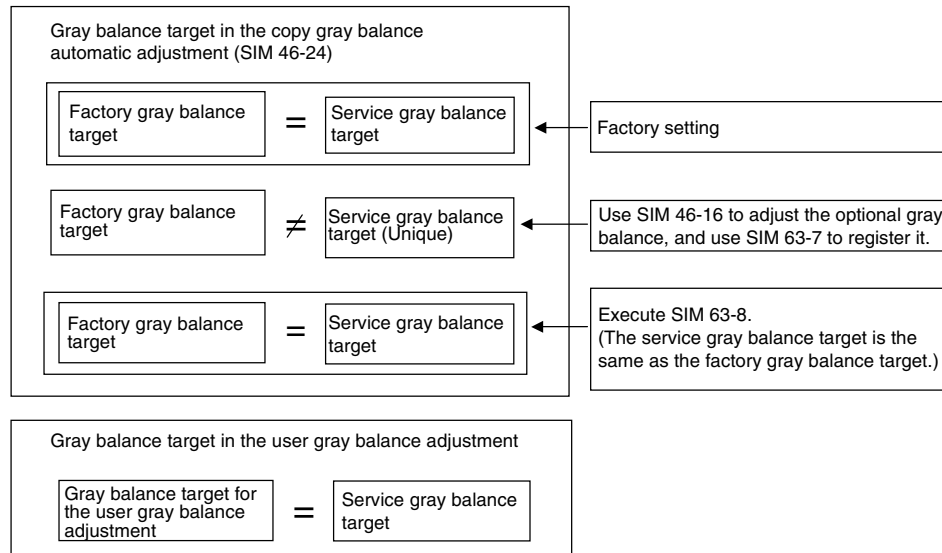 Gray balance target in the copy gray balance
automatic adjustment (SIM 46-24)
Factory gray balance
target
=
Service gray balance
target
Factory setting
Factory gray balance
target
≠
Service gray balance
target (Unique)
Use SIM 46-16 to adjust the optional gray
balance, and use SIM 63-7 to register it.
Factory gray balance
target
=
Service gray balance
target
Execute SIM 63-8.
(The service gray balance target is the
same as the factory gray balance target.)
Gray balance target in the user gray balance adjustment
Gray balance target for
the user gray balance
adjustment
=
Service gray balance
target